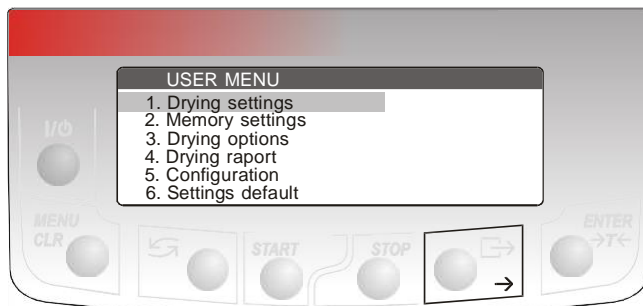 USER MENU
1. Drying settings
2. Memory settings
3. Drying options
4. Drying raport
5. Configuration
6. Settings default
I/⏻
MENU
CLR
START
STOP
→
ENTER
→T←